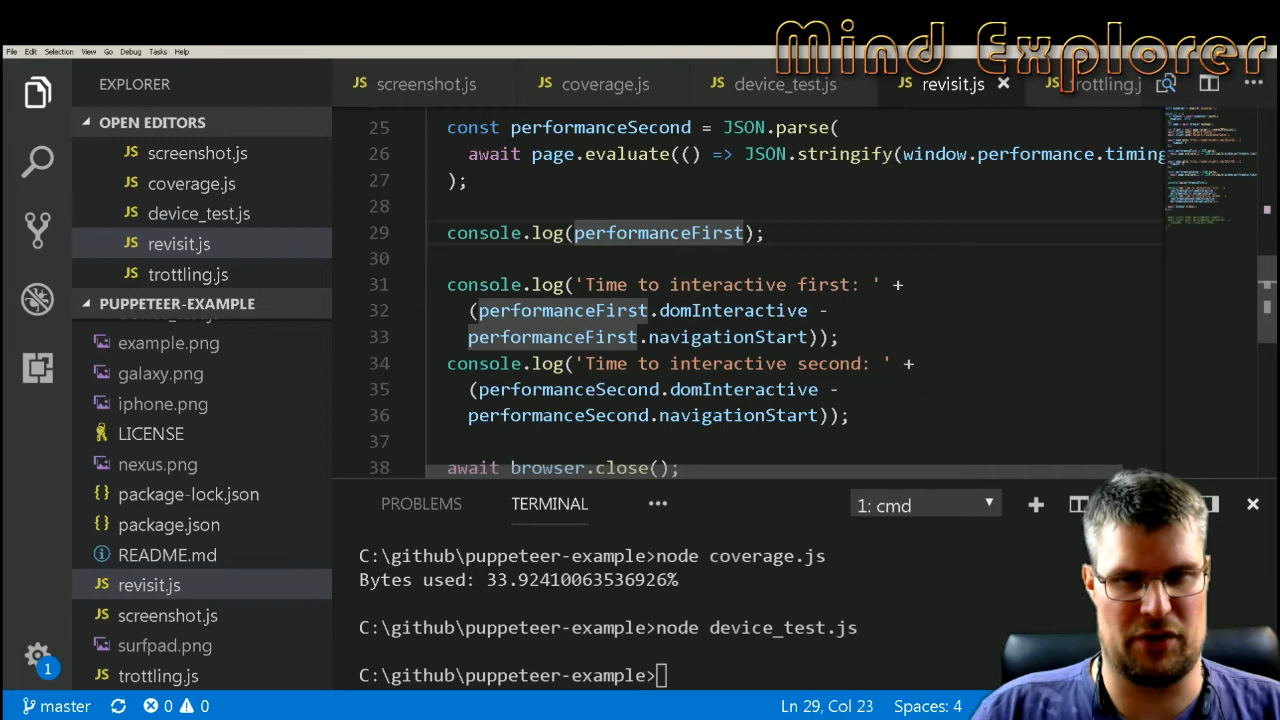 Mind Explorer
File Edit Selection View Go Debug Tasks Help
EXPLORER
screenshot.js
coverage.js
device_test.js
revisit.js
trottling.j
OPEN EDITORS
screenshot.js
coverage.js
device_test.js
revisit.js
trottling.js
PUPPETEER-EXAMPLE
example.png
galaxy.png
iphone.png
LICENSE
nexus.png
package-lock.json
package.json
README.md
revisit.js
screenshot.js
surfpad.png
trottling.js
25 const performanceSecond = JSON.parse(
26 await page.evaluate(() => JSON.stringify(window.performance.timing
27 );
28
29 console.log(performanceFirst);
30
31 console.log('Time to interactive first: ' +
32 (performanceFirst.domInteractive -
33 performanceFirst.navigationStart));
34 console.log('Time to interactive second: ' +
35 (performanceSecond.domInteractive -
36 performanceSecond.navigationStart));
37
38 await browser.close();
PROBLEMS TERMINAL
1: cmd
C:\github\puppeteer-example>node coverage.js
Bytes used: 33.92410063536926%
C:\github\puppeteer-example>node device_test.js
C:\github\puppeteer-example>
1
master 0 0 Ln 29, Col 23 Spaces: 4